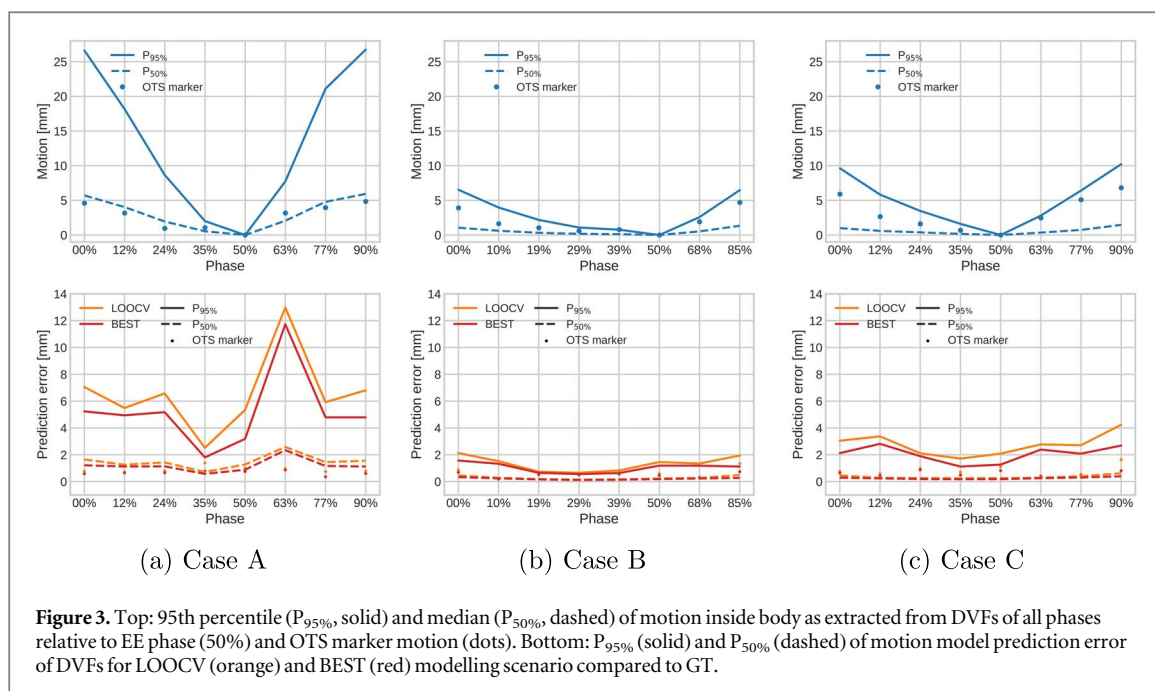 P95%
P50%
OTS marker
Motion [mm]
25
20
15
10
5
0
00% 12% 24% 35% 50% 63% 77% 90%
Phase
P95%
P50%
OTS marker
Motion [mm]
25
20
15
10
5
0
00% 10% 19% 29% 39% 50% 68% 85%
Phase
P95%
P50%
OTS marker
Motion [mm]
25
20
15
10
5
0
00% 12% 24% 35% 50% 63% 77% 90%
Phase
LOOCV P95%
BEST P50%
OTS marker
Prediction error [mm]
14
12
10
8
6
4
2
0
00% 12% 24% 35% 50% 63% 77% 90%
Phase
LOOCV P95%
BEST P50%
OTS marker
Prediction error [mm]
14
12
10
8
6
4
2
0
00% 10% 19% 29% 39% 50% 68% 85%
Phase
LOOCV P95%
BEST P50%
OTS marker
Prediction error [mm]
14
12
10
8
6
4
2
0
00% 12% 24% 35% 50% 63% 77% 90%
Phase
(a) Case A
(b) Case B
(c) Case C
Figure 3. Top: 95th percentile (P95%, solid) and median (P50%, dashed) of motion inside body as extracted from DVFs of all phases
relative to EE phase (50%) and OTS marker motion (dots). Bottom: P95% (solid) and P50% (dashed) of motion model prediction error
of DVFs for LOOCV (orange) and BEST (red) modelling scenario compared to GT.